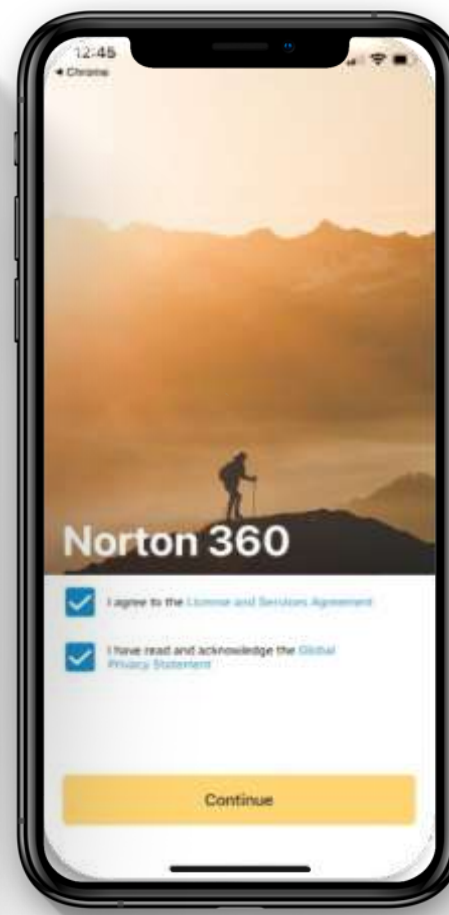 12:45
◀ Chrome
Norton 360
I agree to the License and Services Agreement
I have read and acknowledge the Global
Privacy Statement
Continue